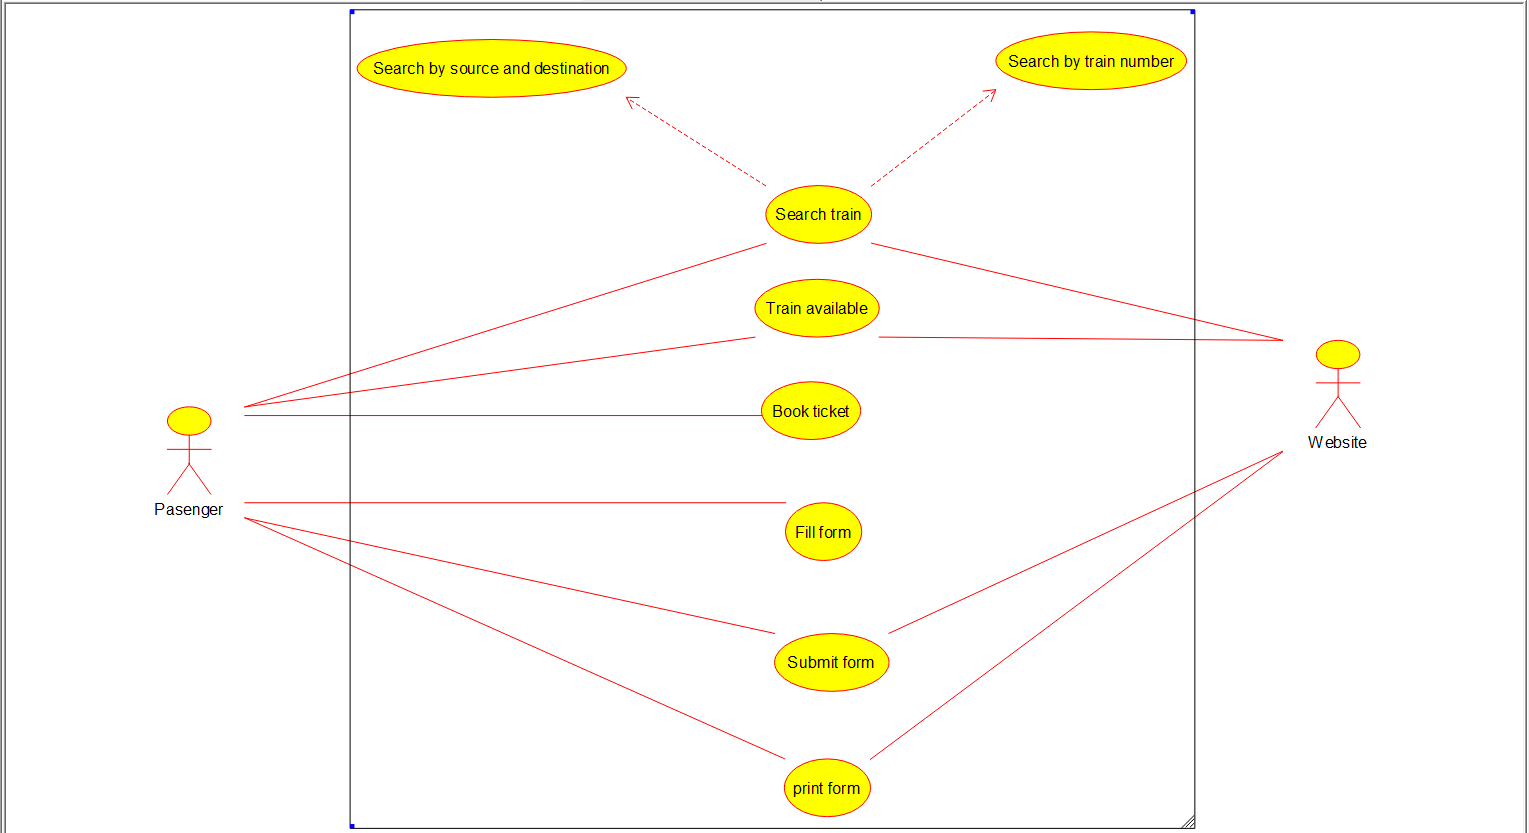 Search by source and destination
Search by train number
Search train
Train available
Book ticket
Website
Pasenger
Fill form
Submit form
print form